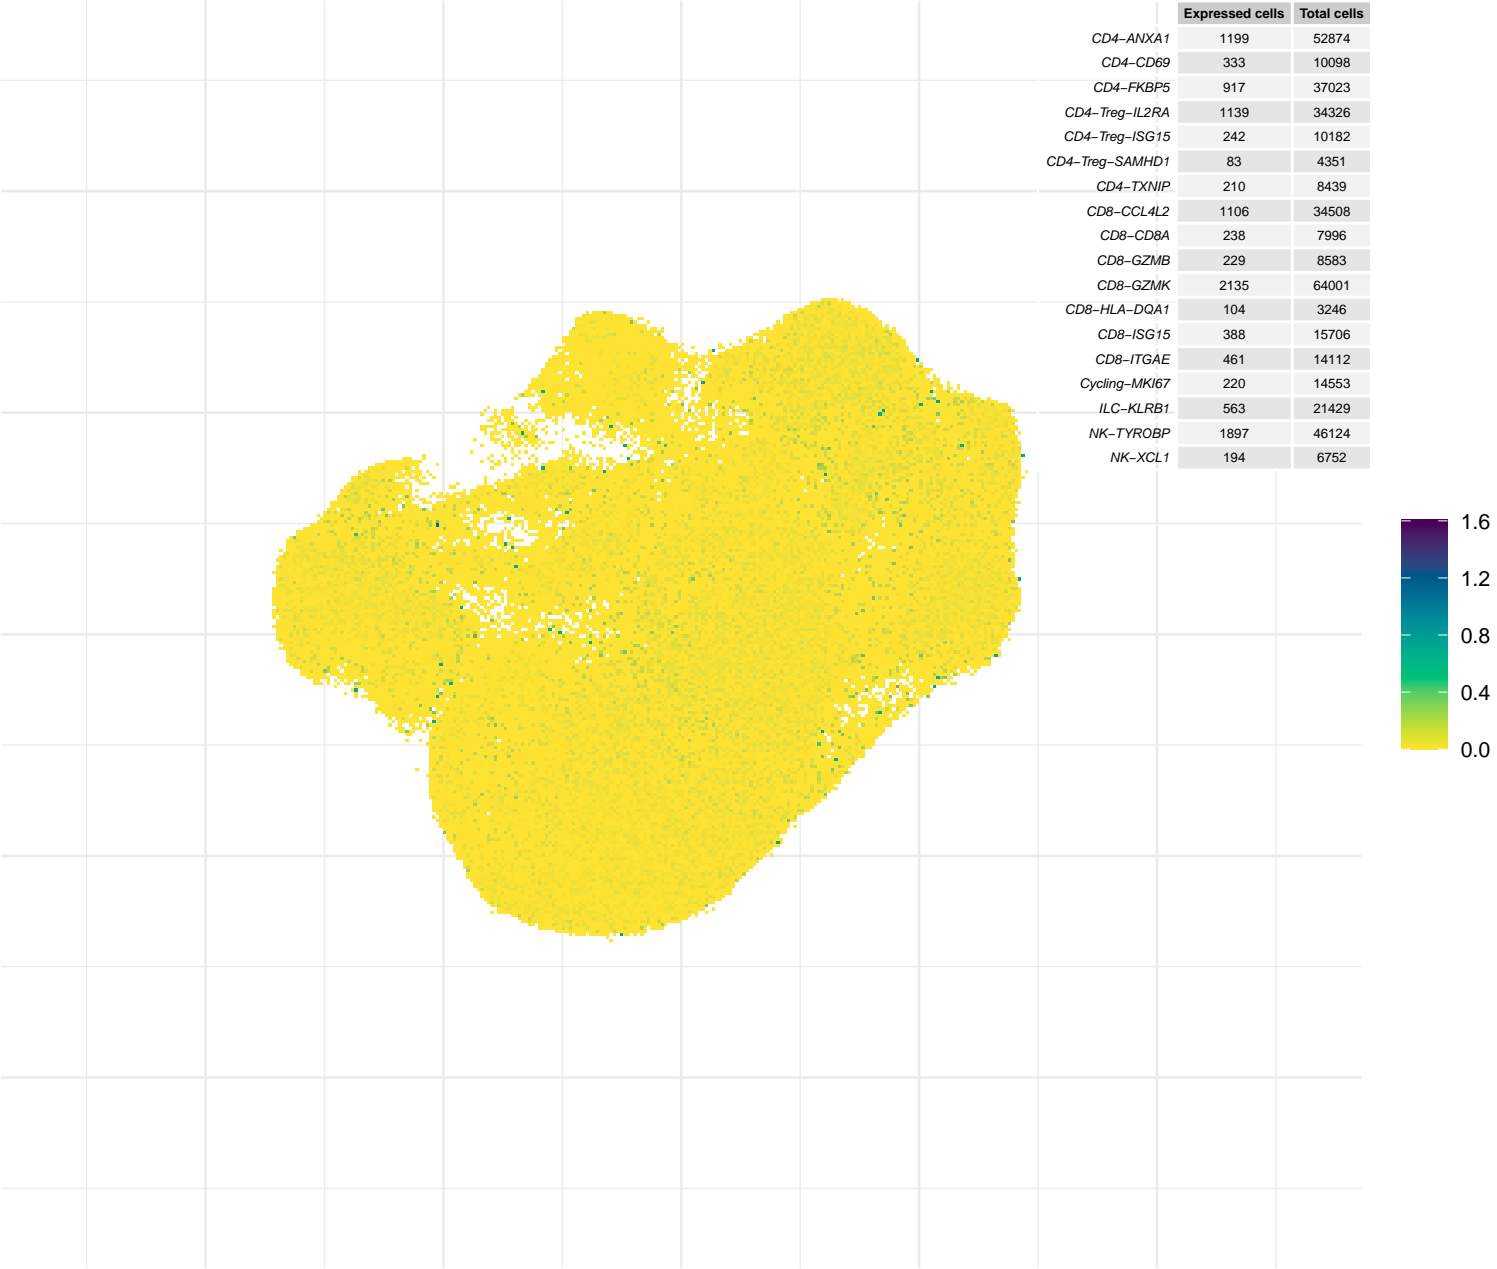 Expressed cells Total cells
CD4−ANXA1 1199 52874
CD4−CD69 333 10098
CD4−FKBP5 917 37023
CD4−Treg−IL2RA 1139 34326
CD4−Treg−ISG15 242 10182
CD4−Treg−SAMHD1 83 4351
CD4−TXNIP 210 8439
CD8−CCL4L2 1106 34508
CD8−CD8A 238 7996
CD8−GZMB 229 8583
CD8−GZMK 2135 64001
CD8−HLA−DQA1 104 3246
CD8−ISG15 388 15706
CD8−ITGAE 461 14112
Cycling−MKI67 220 14553
ILC−KLRB1 563 21429
NK−TYROBP 1897 46124
NK−XCL1 194 6752
1.6
1.2
0.8
0.4
0.0